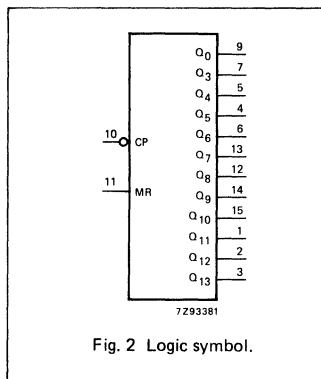 Q0 9
Q3 7
Q4 5
Q5 4
Q6 6
10 CP
Q7 13
Q8 12
11 MR
Q9 14
Q10 15
Q11 1
Q12 2
Q13 3
7Z93381
Fig. 2 Logic symbol.